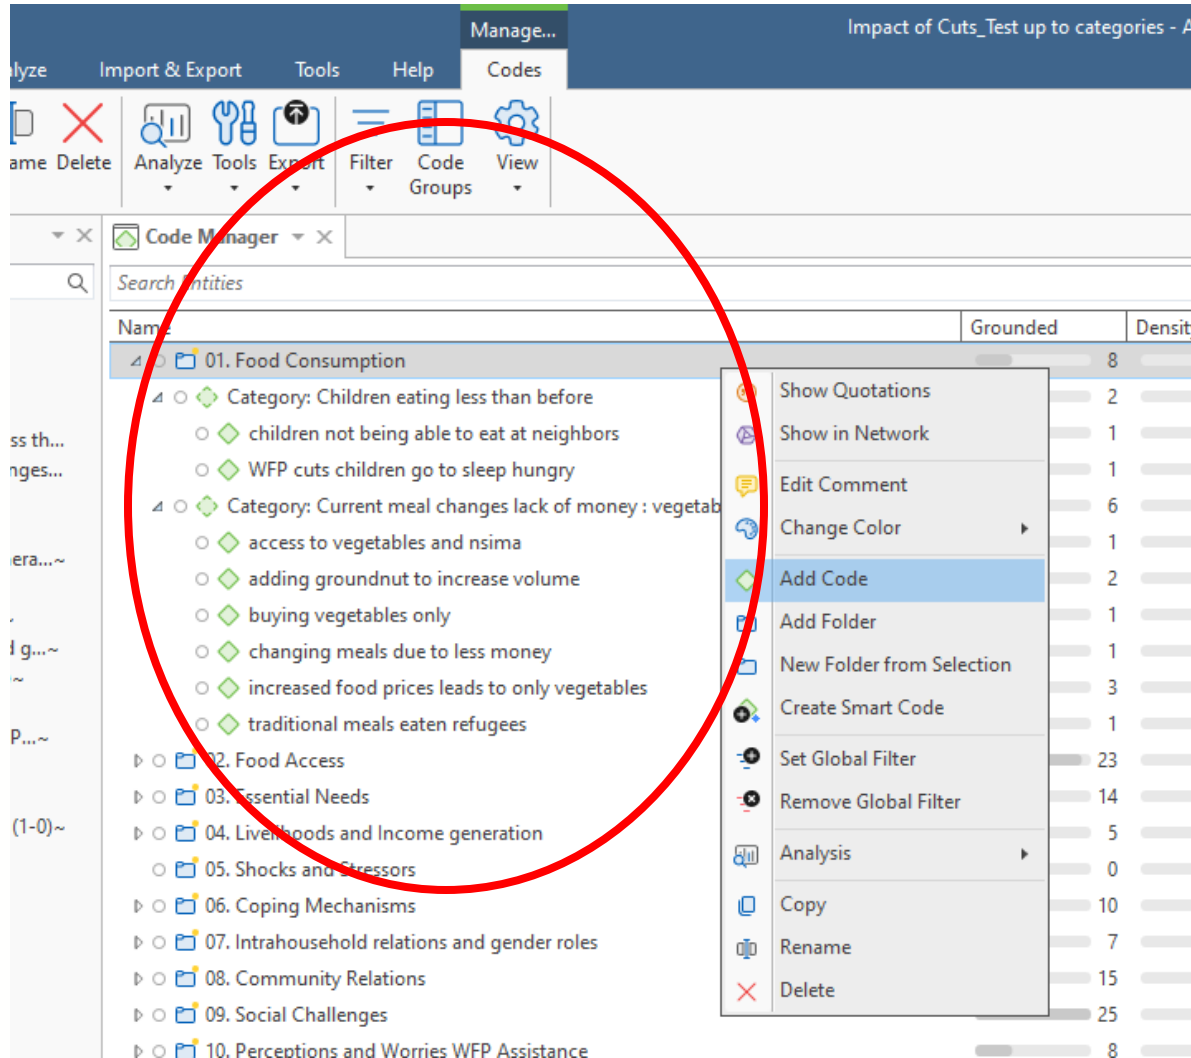 Manage...
Impact of Cuts_Test up to categories - A
lyze Import & Export Tools Help Codes
ame Delete Analyze Tools Export Filter Code Groups View
Code Manager
Search Entities
Name Grounded Densit
01. Food Consumption 8
Category: Children eating less than before 2
children not being able to eat at neighbors 1
WFP cuts children go to sleep hungry 1
Category: Current meal changes lack of money : vegetab 6
access to vegetables and nsima 1
adding groundnut to increase volume 2
buying vegetables only 1
changing meals due to less money 1
increased food prices leads to only vegetables 3
traditional meals eaten refugees 1
02. Food Access 23
03. Essential Needs 14
04. Livelihoods and Income generation 5
05. Shocks and Stressors 0
06. Coping Mechanisms 10
07. Intrahousehold relations and gender roles 7
08. Community Relations 15
09. Social Challenges 25
10. Perceptions and Worries WFP Assistance 8
Show Quotations
Show in Network
Edit Comment
Change Color
Add Code
Add Folder
New Folder from Selection
Create Smart Code
Set Global Filter
Remove Global Filter
Analysis
Copy
Rename
Delete
ss th...
nges...
era...~
g...~
~
P...~
(1-0)~